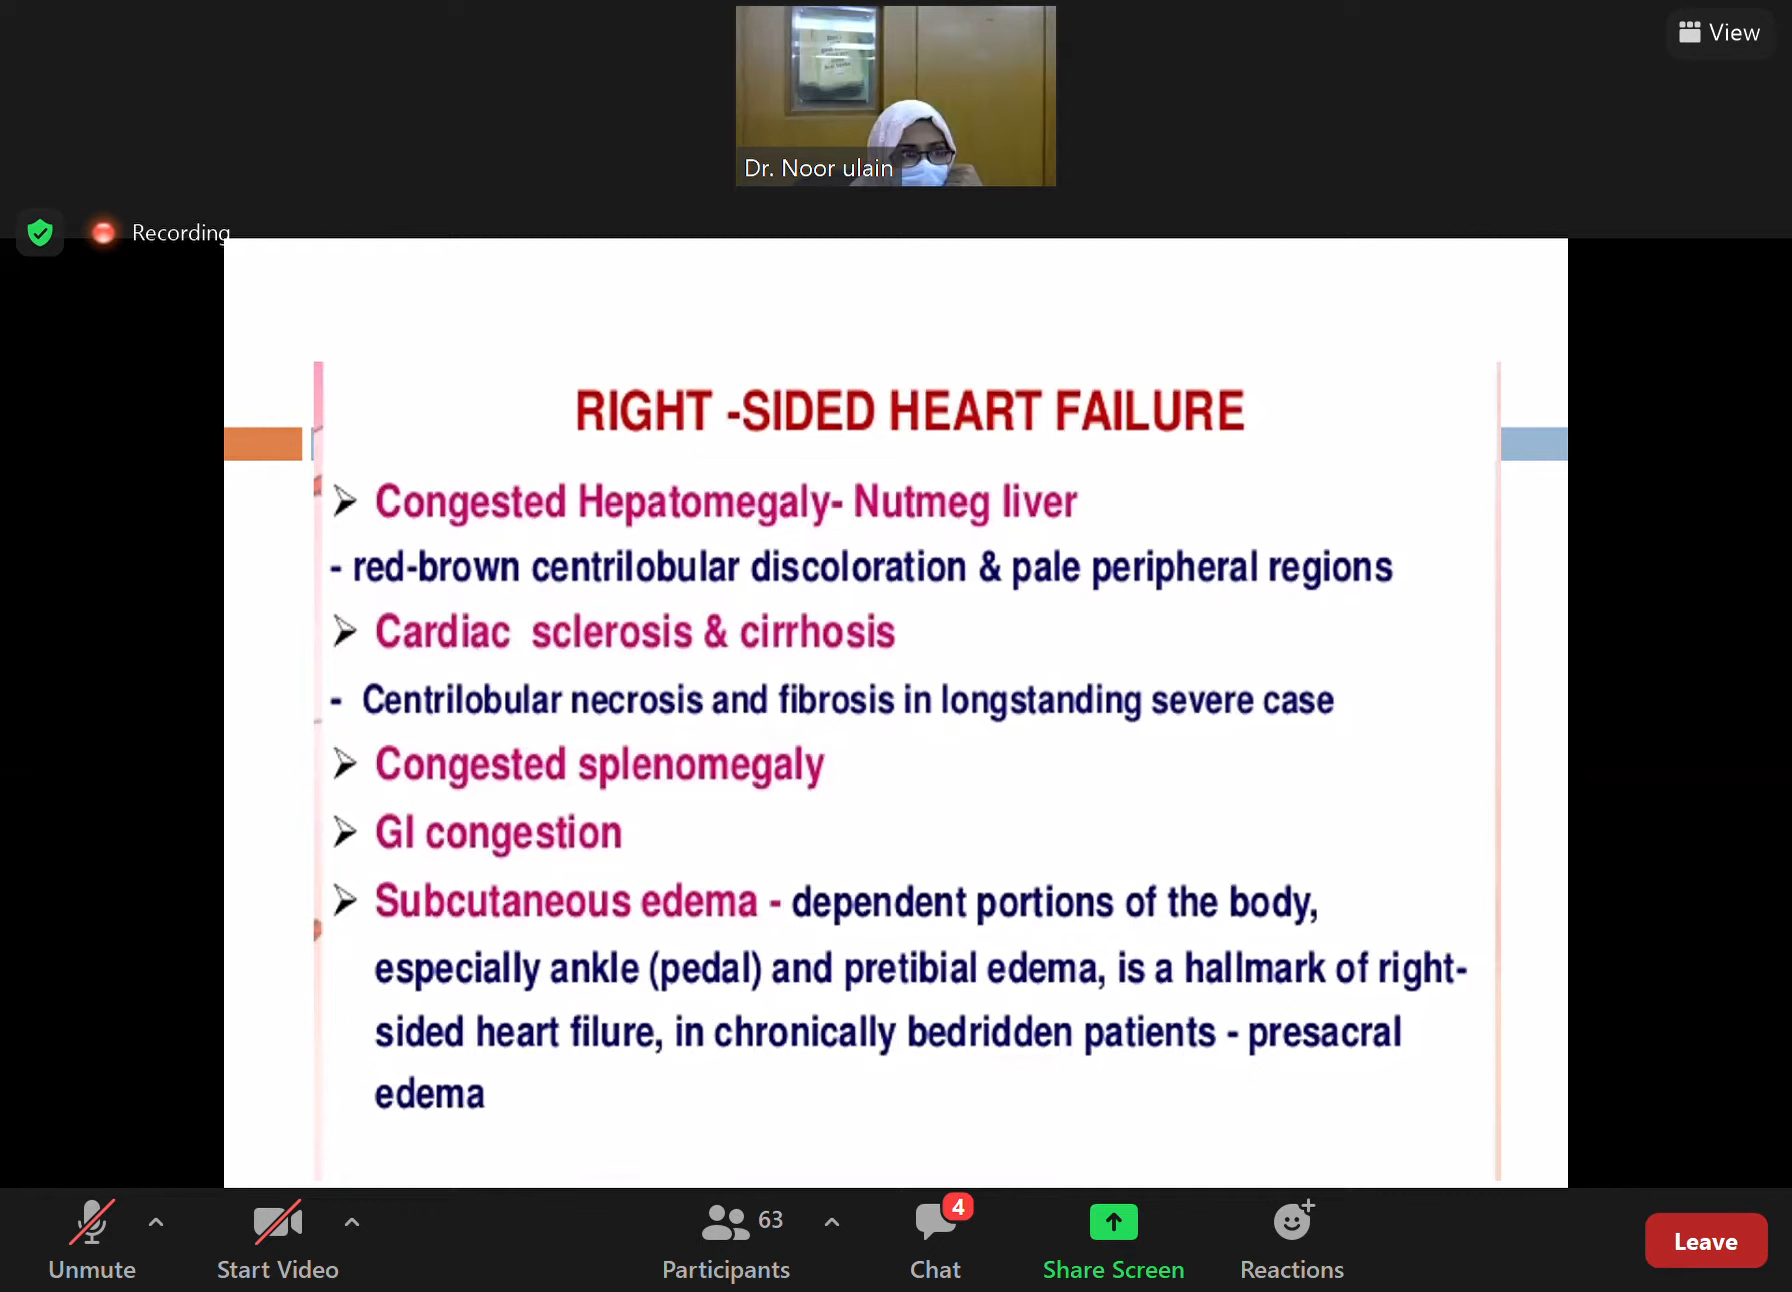 View
Dr. Noor ulain
Recording
RIGHT -SIDED HEART FAILURE
➢ Congested Hepatomegaly- Nutmeg liver
- red-brown centrilobular discoloration & pale peripheral regions
➢ Cardiac sclerosis & cirrhosis
- Centrilobular necrosis and fibrosis in longstanding severe case
➢ Congested splenomegaly
➢ GI congestion
➢ Subcutaneous edema - dependent portions of the body,
especially ankle (pedal) and pretibial edema, is a hallmark of right-
sided heart filure, in chronically bedridden patients - presacral
edema
63
4
Unmute
Start Video
Participants
Chat
Share Screen
Reactions
Leave